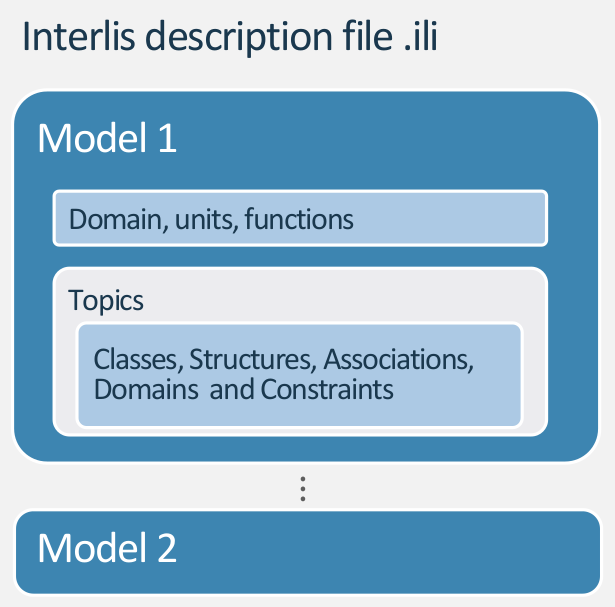 Interlis description file .ili
Model 1
Domain, units, functions
Topics
Classes, Structures, Associations,
Domains and Constraints
Model 2